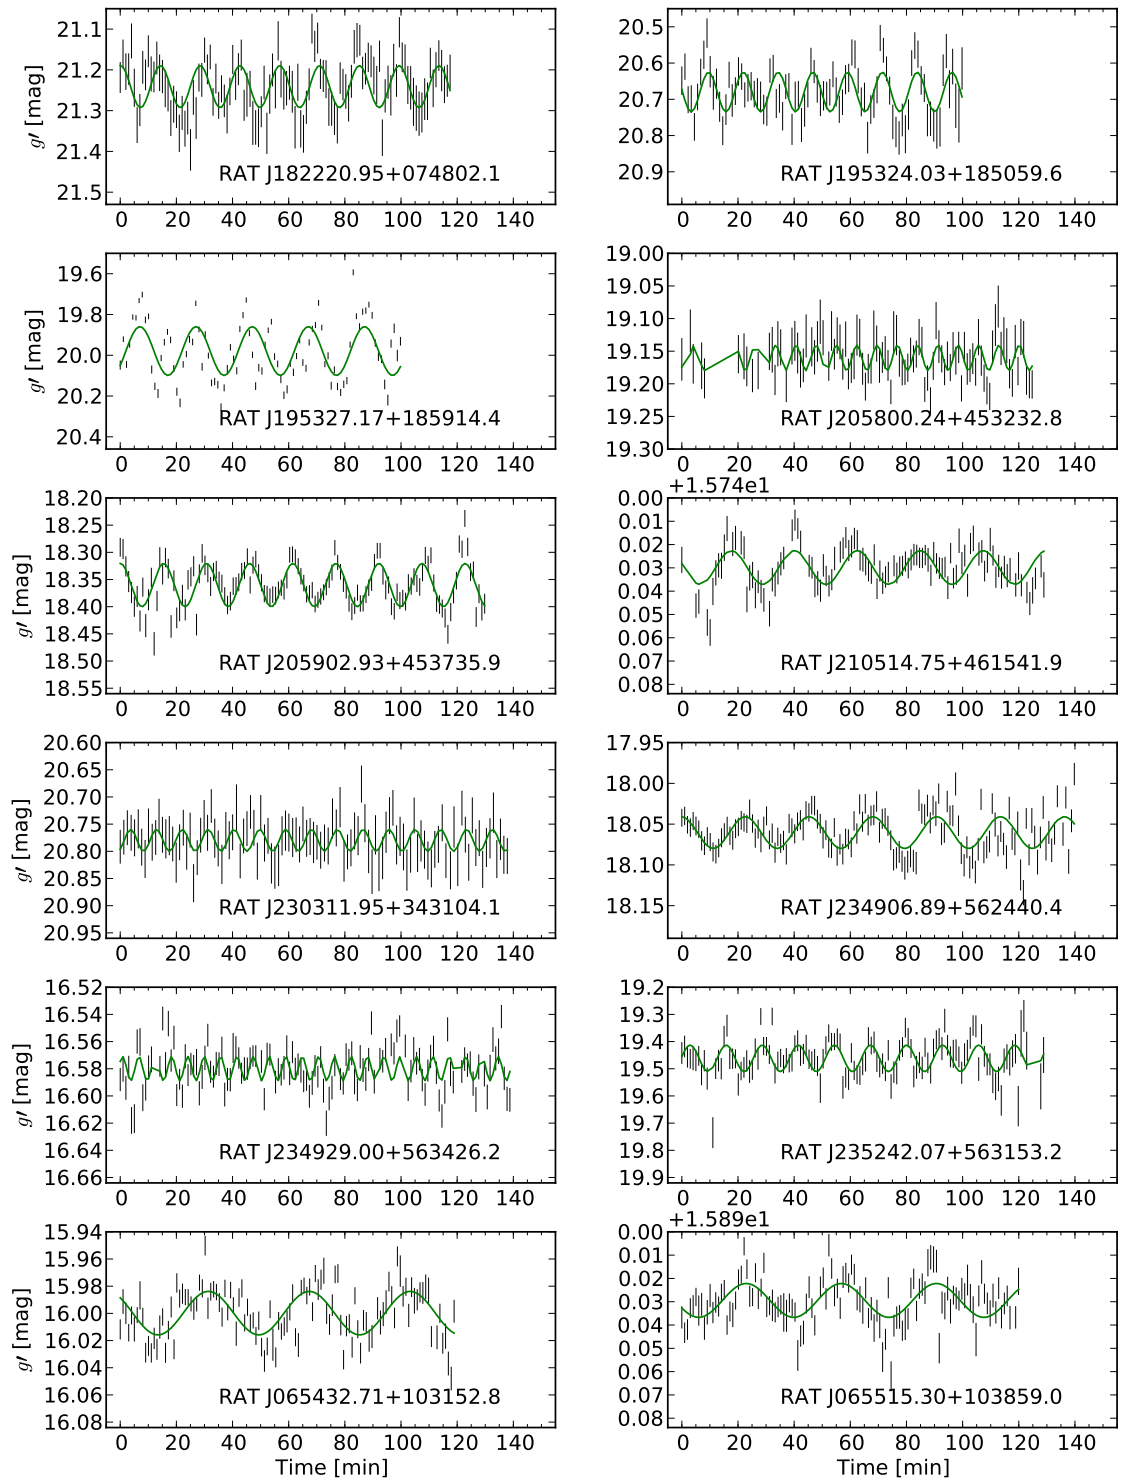 21.1
21.2
21.3
21.4
21.5
g′ [mag]
RAT J182220.95+074802.1
0 20 40 60 80 100 120 140
20.5
20.6
20.7
20.8
20.9
RAT J195324.03+185059.6
0 20 40 60 80 100 120 140
19.6
19.8
20.0
20.2
20.4
g′ [mag]
RAT J195327.17+185914.4
0 20 40 60 80 100 120 140
19.00
19.05
19.10
19.15
19.20
19.25
19.30
RAT J205800.24+453232.8
0 20 40 60 80 100 120 140
18.20
18.25
18.30
18.35
18.40
18.45
18.50
18.55
g′ [mag]
RAT J205902.93+453735.9
0 20 40 60 80 100 120 140
+1.574e1
0.00
0.01
0.02
0.03
0.04
0.05
0.06
0.07
0.08
RAT J210514.75+461541.9
0 20 40 60 80 100 120 140
20.60
20.65
20.70
20.75
20.80
20.85
20.90
20.95
g′ [mag]
RAT J230311.95+343104.1
0 20 40 60 80 100 120 140
17.95
18.00
18.05
18.10
18.15
RAT J234906.89+562440.4
0 20 40 60 80 100 120 140
16.52
16.54
16.56
16.58
16.60
16.62
16.64
16.66
g′ [mag]
RAT J234929.00+563426.2
0 20 40 60 80 100 120 140
19.2
19.3
19.4
19.5
19.6
19.7
19.8
19.9
RAT J235242.07+563153.2
0 20 40 60 80 100 120 140
15.94
15.96
15.98
16.00
16.02
16.04
16.06
16.08
g′ [mag]
RAT J065432.71+103152.8
0 20 40 60 80 100 120 140
Time [min]
+1.589e1
0.00
0.01
0.02
0.03
0.04
0.05
0.06
0.07
0.08
RAT J065515.30+103859.0
0 20 40 60 80 100 120 140
Time [min]